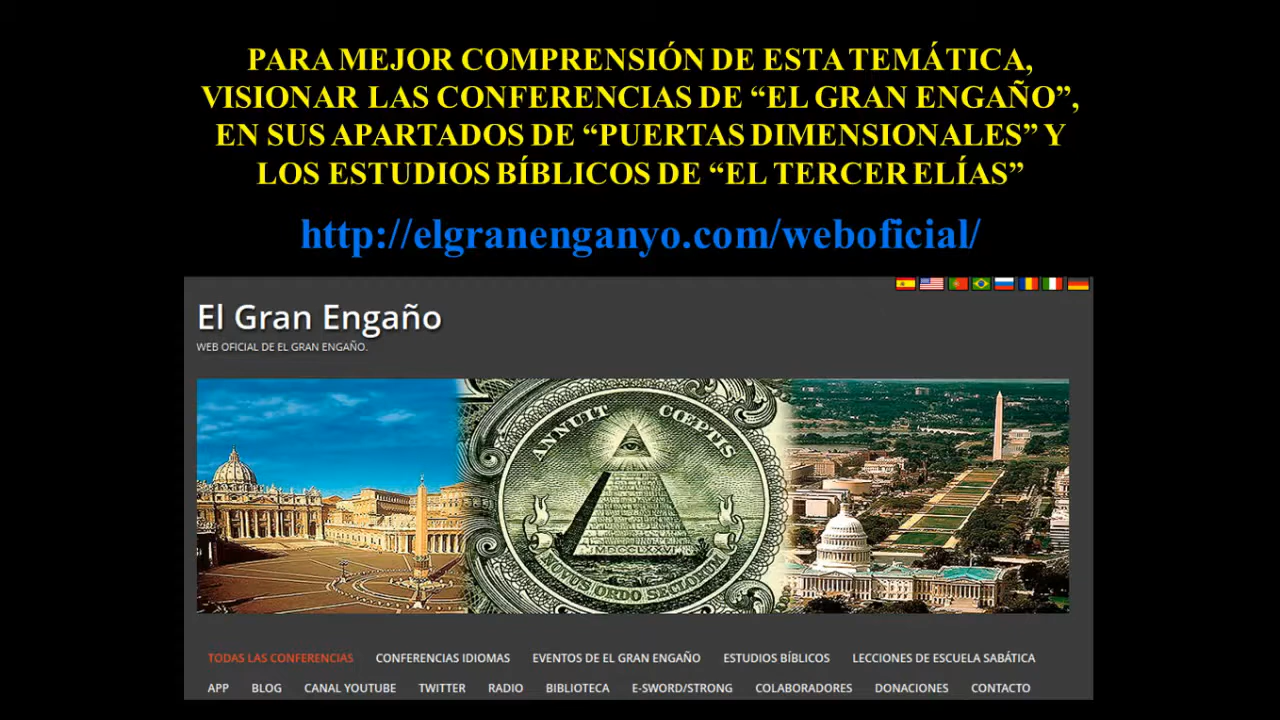 PARA MEJOR COMPRENSIÓN DE ESTA TEMÁTICA,
VISIONAR LAS CONFERENCIAS DE “EL GRAN ENGAÑO”,
EN SUS APARTADOS DE “PUERTAS DIMENSIONALES” Y
LOS ESTUDIOS BÍBLICOS DE “EL TERCER ELÍAS”
http://elgranenganyo.com/weboficial/
El Gran Engaño
WEB OFICIAL DE EL GRAN ENGAÑO.
ANNUIT CŒPTIS
MDCCLXXVI
NOVUS ORDO SECLORUM
TODAS LAS CONFERENCIAS CONFERENCIAS IDIOMAS EVENTOS DE EL GRAN ENGAÑO ESTUDIOS BÍBLICOS LECCIONES DE ESCUELA SABÁTICA
APP BLOG CANAL YOUTUBE TWITTER RADIO BIBLIOTECA E-SWORD/STRONG COLABORADORES DONACIONES CONTACTO